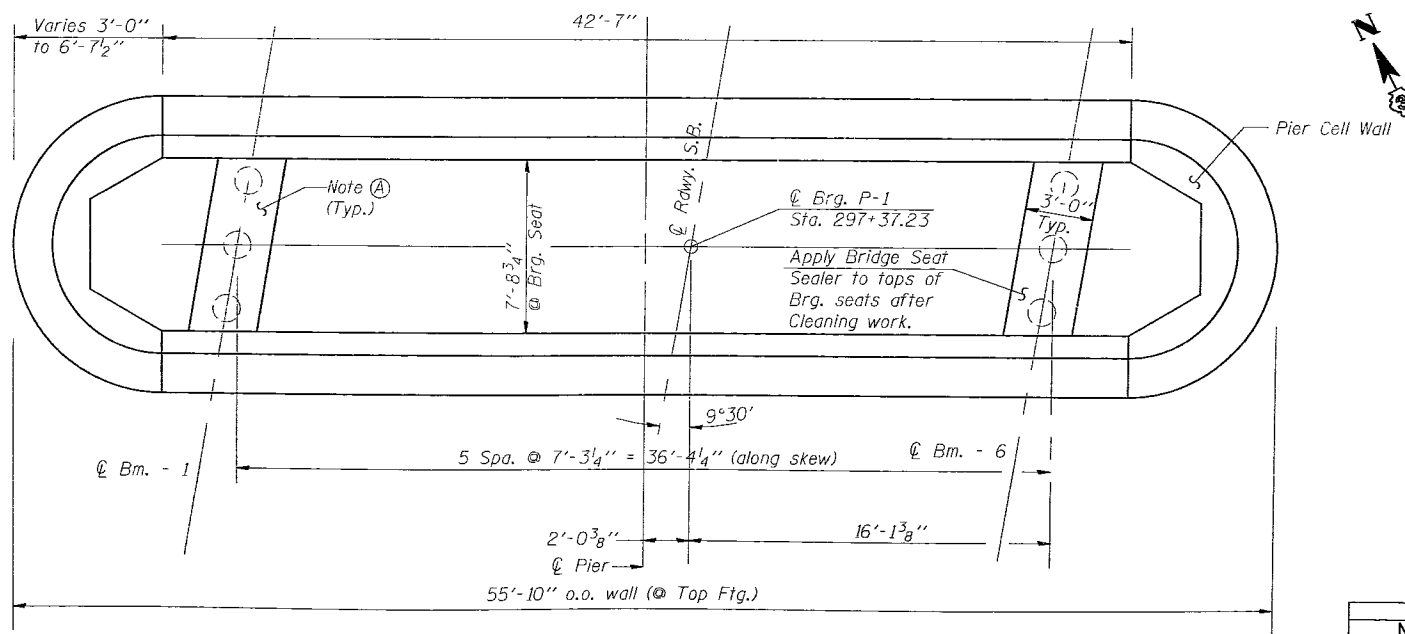 Varies 3'-0"
to 6'-7½"
42'-7"
N
Pier Cell Wall
Note Ⓐ
(Typ.)
7'-8¾"
@ Brg. Seat
℄ Rdwy. S.B.
℄ Brg. P-1
Sta. 297+37.23
3'-0"
Typ.
Apply Bridge Seat
Sealer to tops of
Brg. seats after
Cleaning work.
9°30'
℄ Bm. - 1
5 Spa. @ 7'-3¼" = 36'-4¼" (along skew)
℄ Bm. - 6
2'-0⅜"
16'-1⅜"
℄ Pier
55'-10" o.o. wall (@ Top Ftg.)